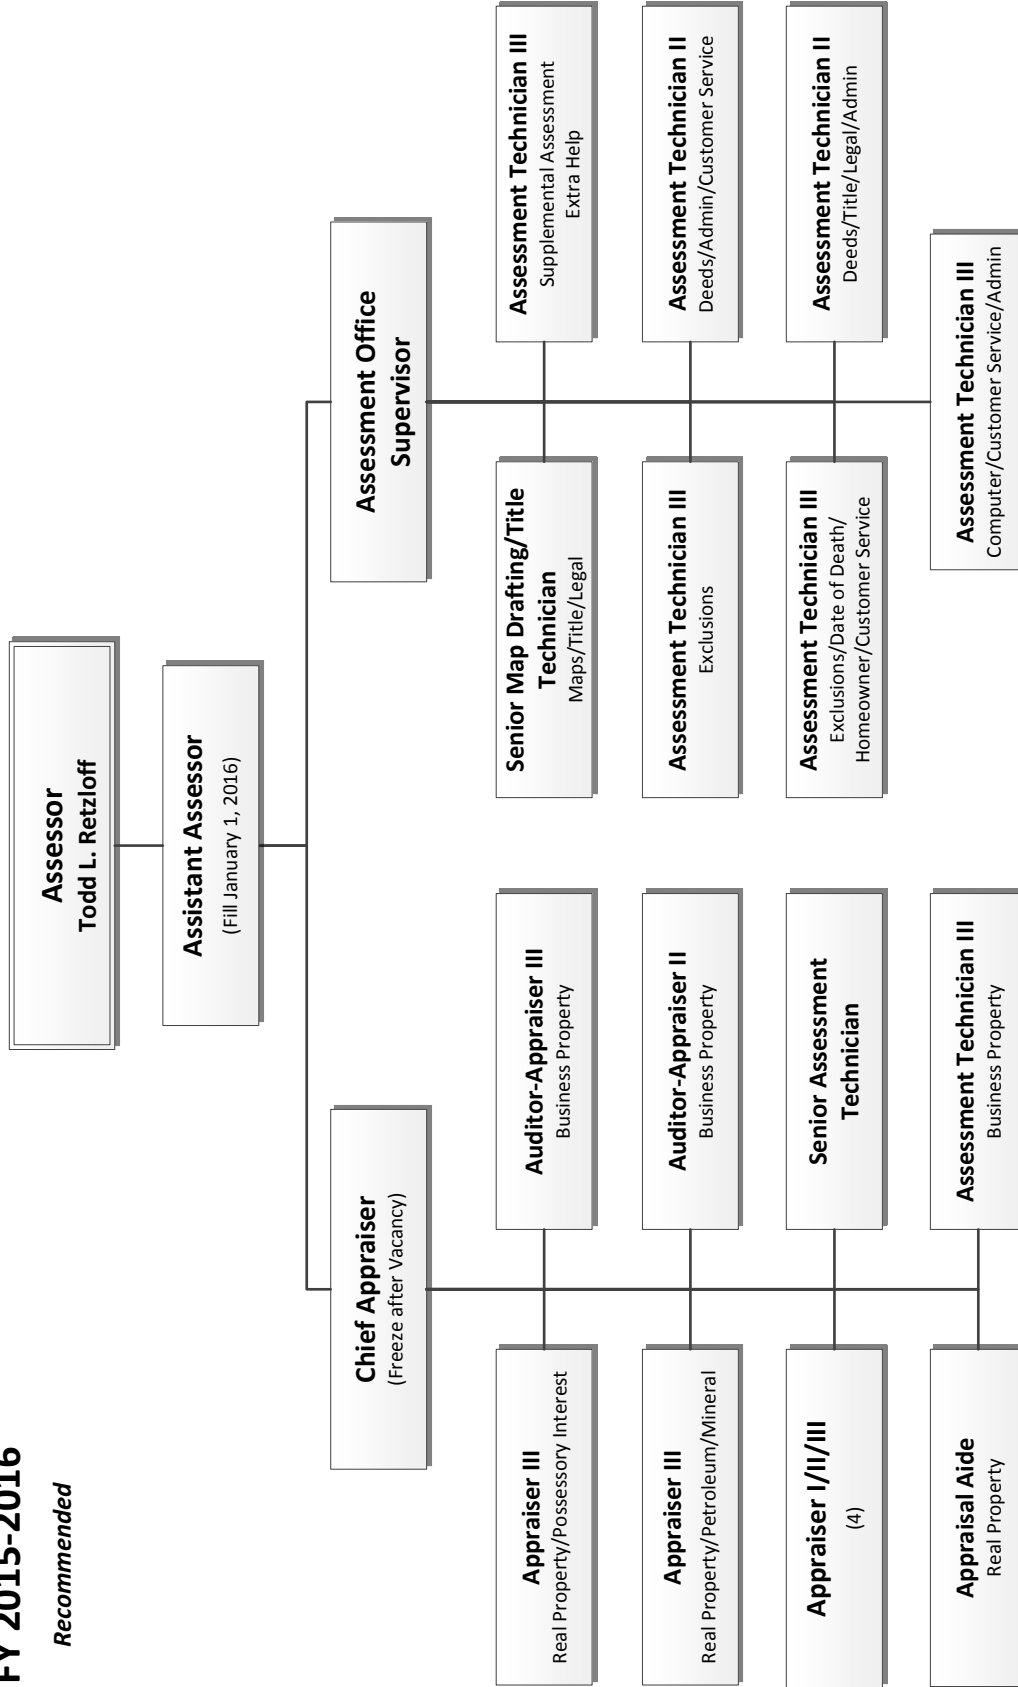 FY 2015-2016
Recommended
Assessor
Todd L. Retzloff
Assistant Assessor
(Fill January 1, 2016)
Chief Appraiser
(Freeze after Vacancy)
Assessment Office
Supervisor
Appraiser III
Real Property/Possessory Interest
Auditor-Appraiser III
Business Property
Senior Map Drafting/Title
Technician
Maps/Title/Legal
Assessment Technician III
Supplemental Assessment
Extra Help
Appraiser III
Real Property/Petroleum/Mineral
Auditor-Appraiser II
Business Property
Assessment Technician III
Exclusions
Assessment Technician II
Deeds/Admin/Customer Service
Appraiser I/II/III
(4)
Senior Assessment
Technician
Assessment Technician III
Exclusions/Date of Death/
Homeowner/Customer Service
Assessment Technician II
Deeds/Title/Legal/Admin
Appraisal Aide
Real Property
Assessment Technician III
Business Property
Assessment Technician III
Computer/Customer Service/Admin